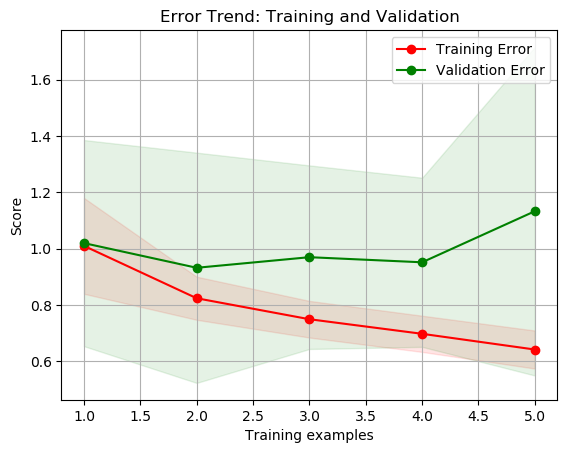 Error Trend: Training and Validation
Training Error
Validation Error
Score
1.6
1.4
1.2
1.0
0.8
0.6
1.0 1.5 2.0 2.5 3.0 3.5 4.0 4.5 5.0
Training examples